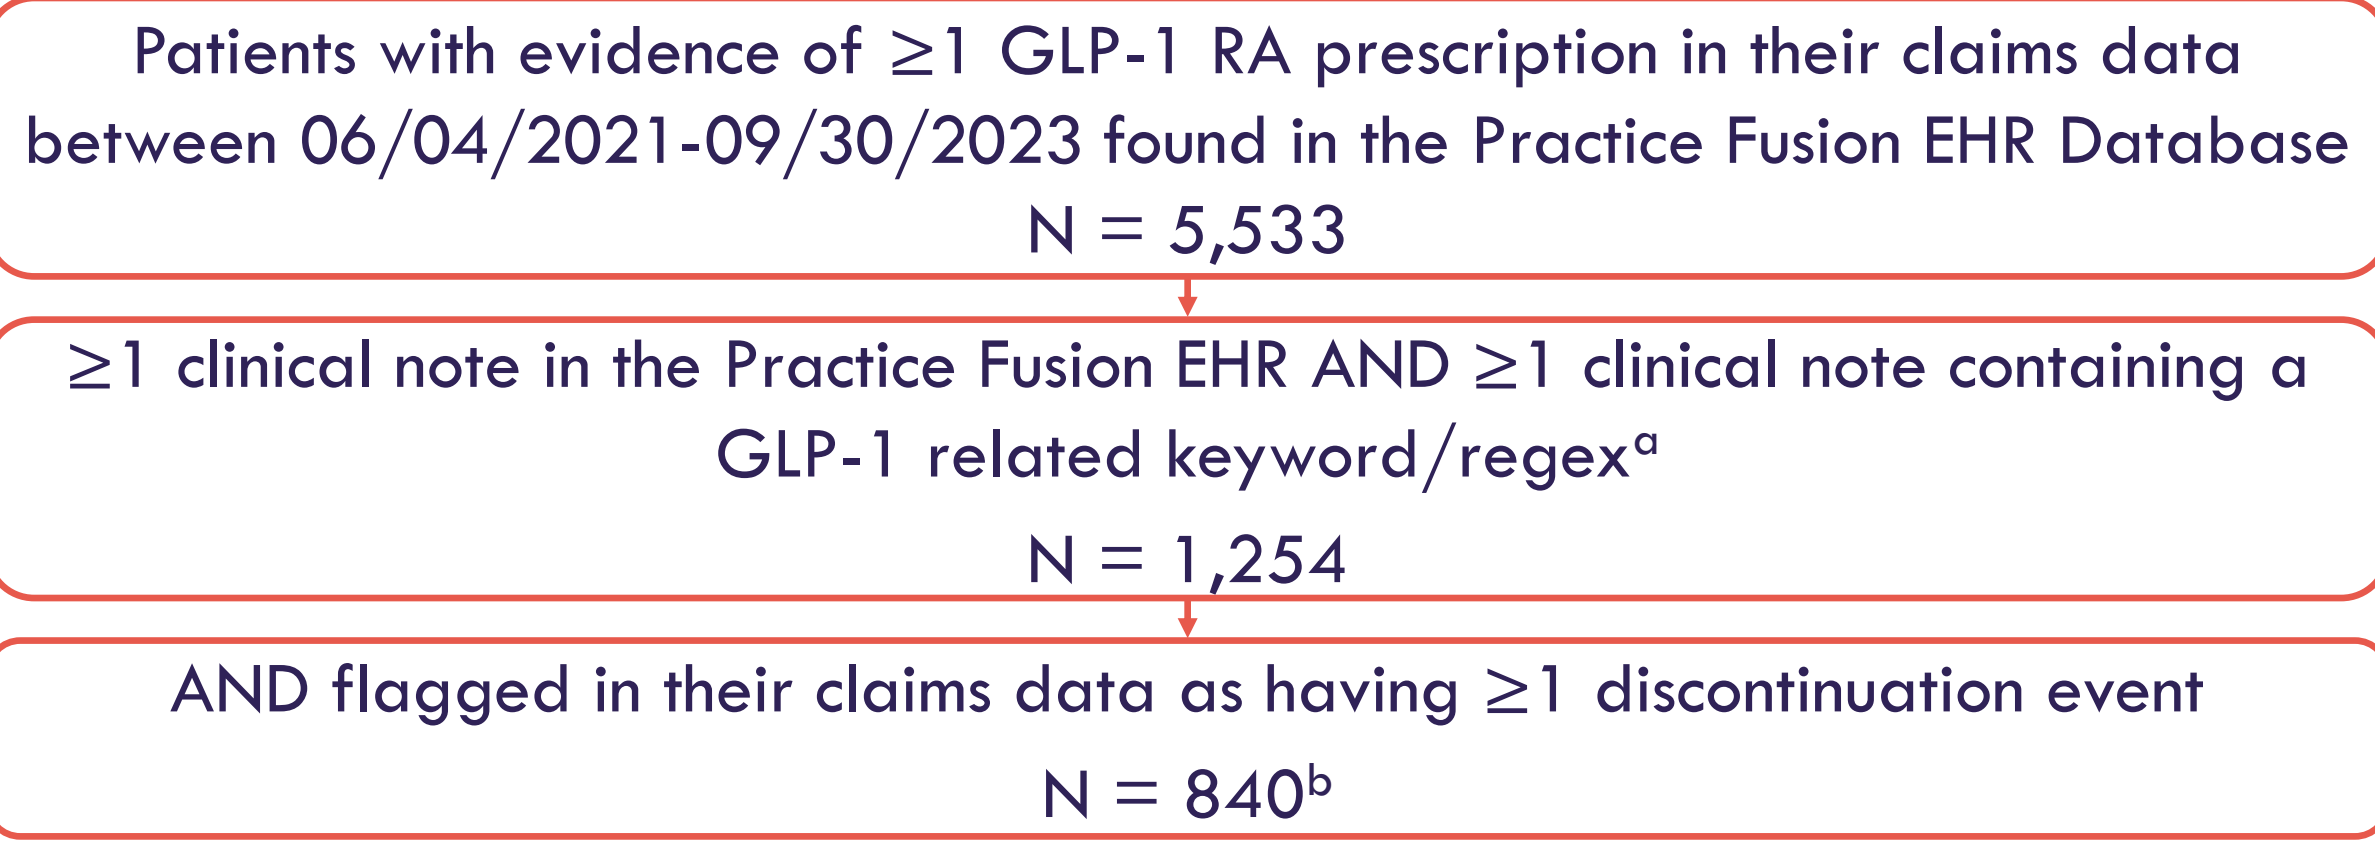 Patients with evidence of ≥1 GLP-1 RA prescription in their claims data
between 06/04/2021-09/30/2023 found in the Practice Fusion EHR Database
N = 5,533
≥1 clinical note in the Practice Fusion EHR AND ≥1 clinical note containing a
GLP-1 related keyword/regexᵃ
N = 1,254
AND flagged in their claims data as having ≥1 discontinuation event
N = 840ᵇ